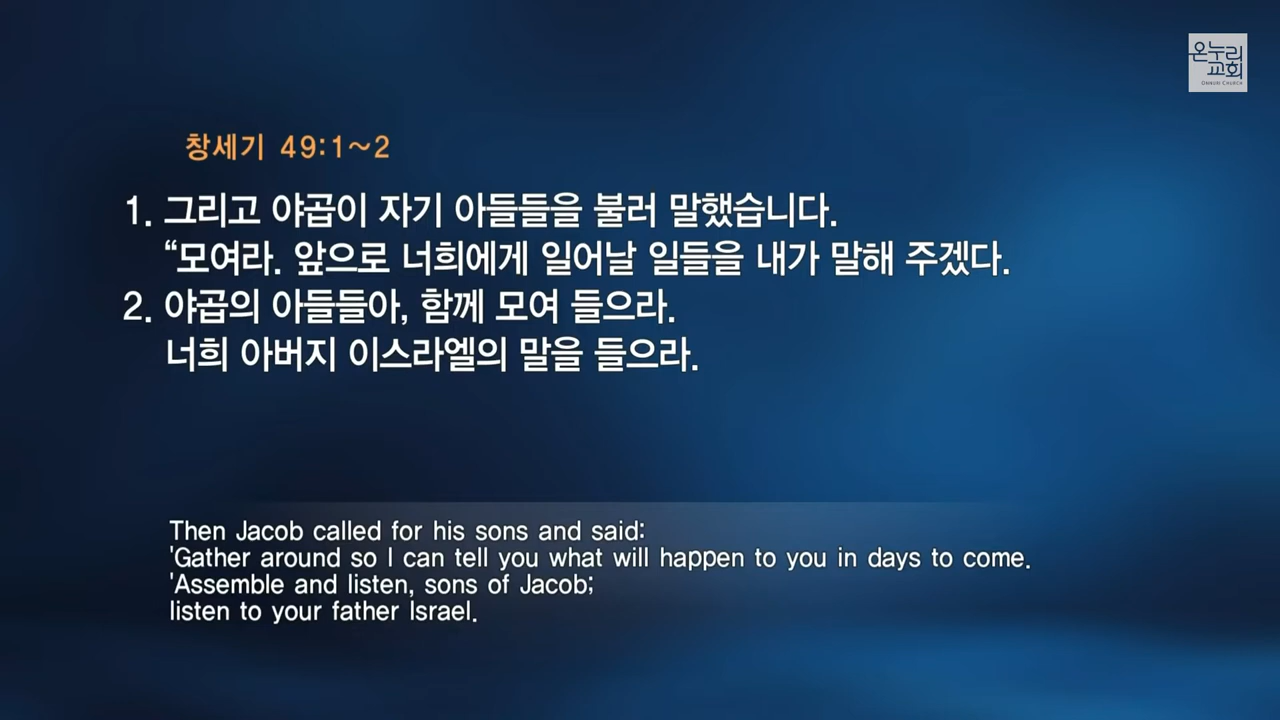 온누리
교회
ONNURI CHURCH
창세기 49:1~2
1. 그리고 야곱이 자기 아들들을 불러 말했습니다.
“모여라. 앞으로 너희에게 일어날 일들을 내가 말해 주겠다.
2. 야곱의 아들들아, 함께 모여 들으라.
너희 아버지 이스라엘의 말을 들으라.
Then Jacob called for his sons and said:
'Gather around so I can tell you what will happen to you in days to come.
'Assemble and listen, sons of Jacob;
listen to your father Israel.